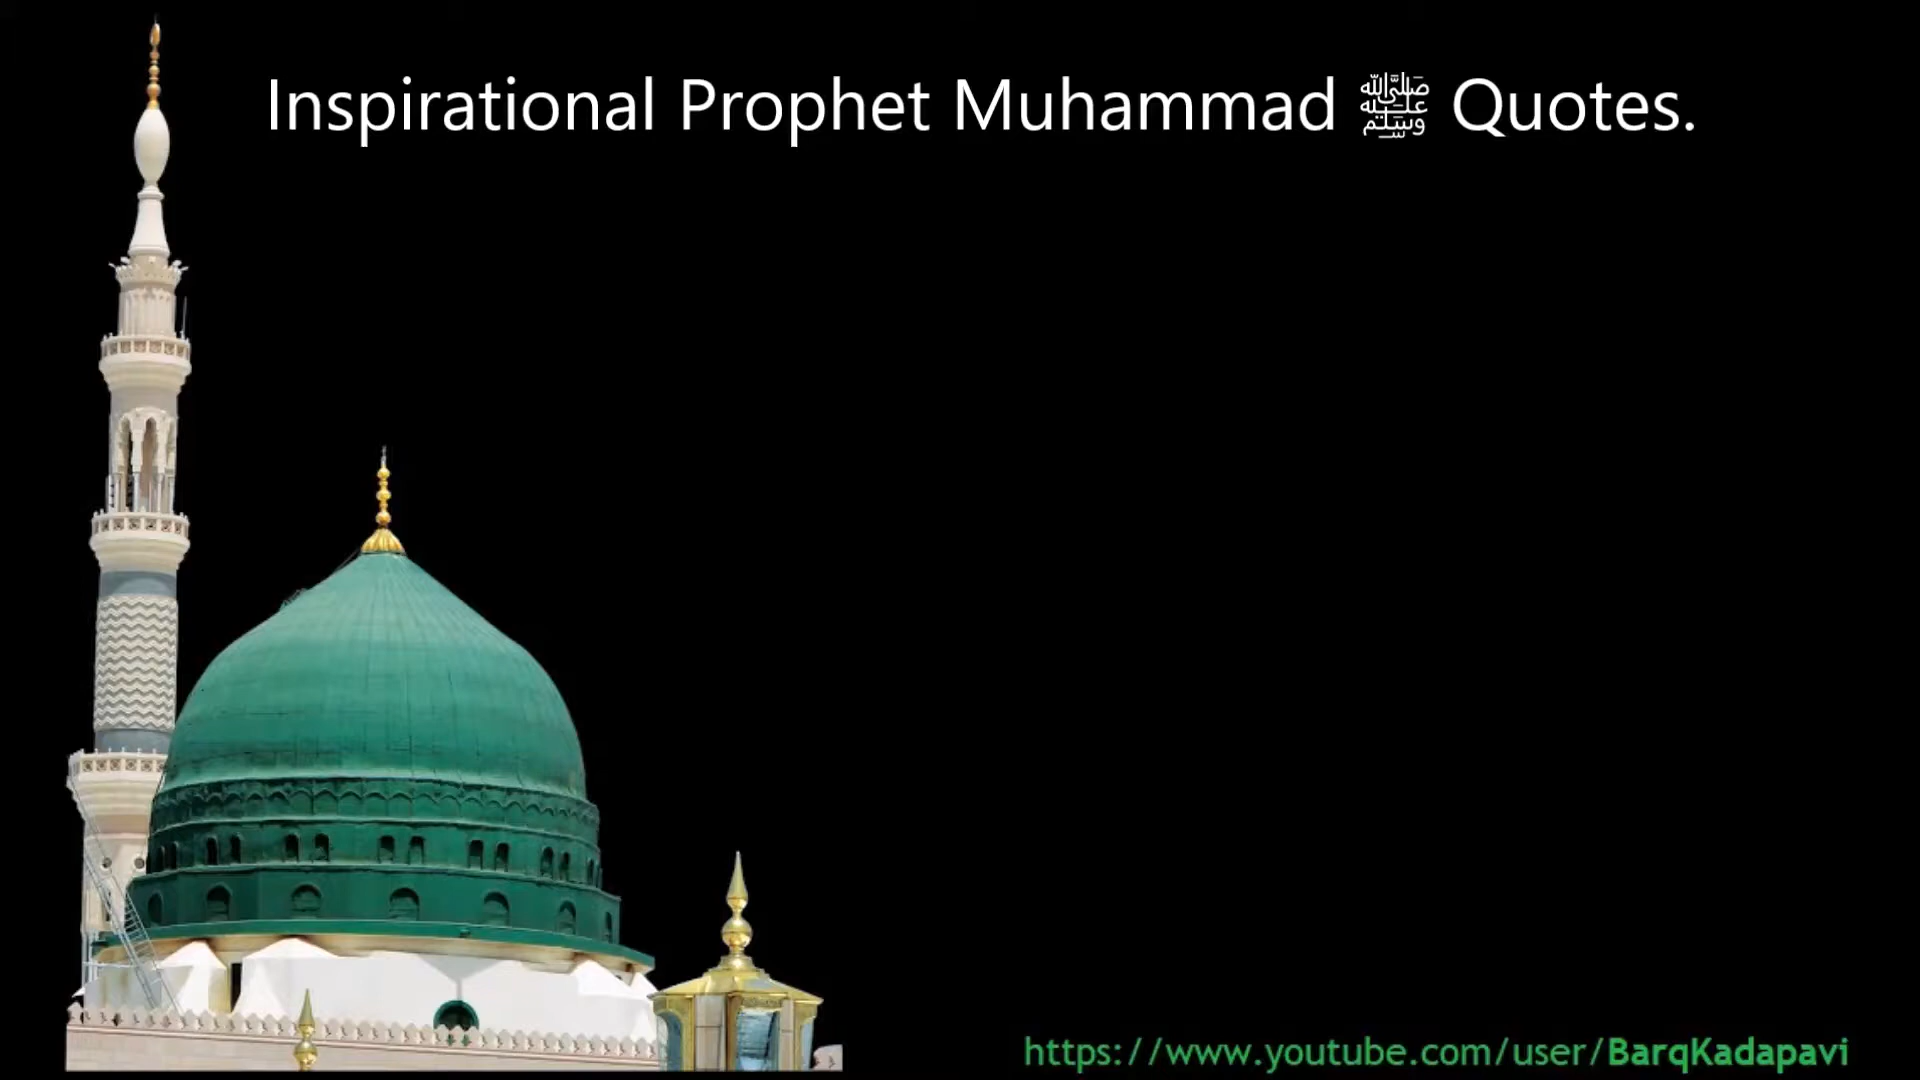 Inspirational Prophet Muhammad ﷺ Quotes.
https://www.youtube.com/user/BarqKadapavi